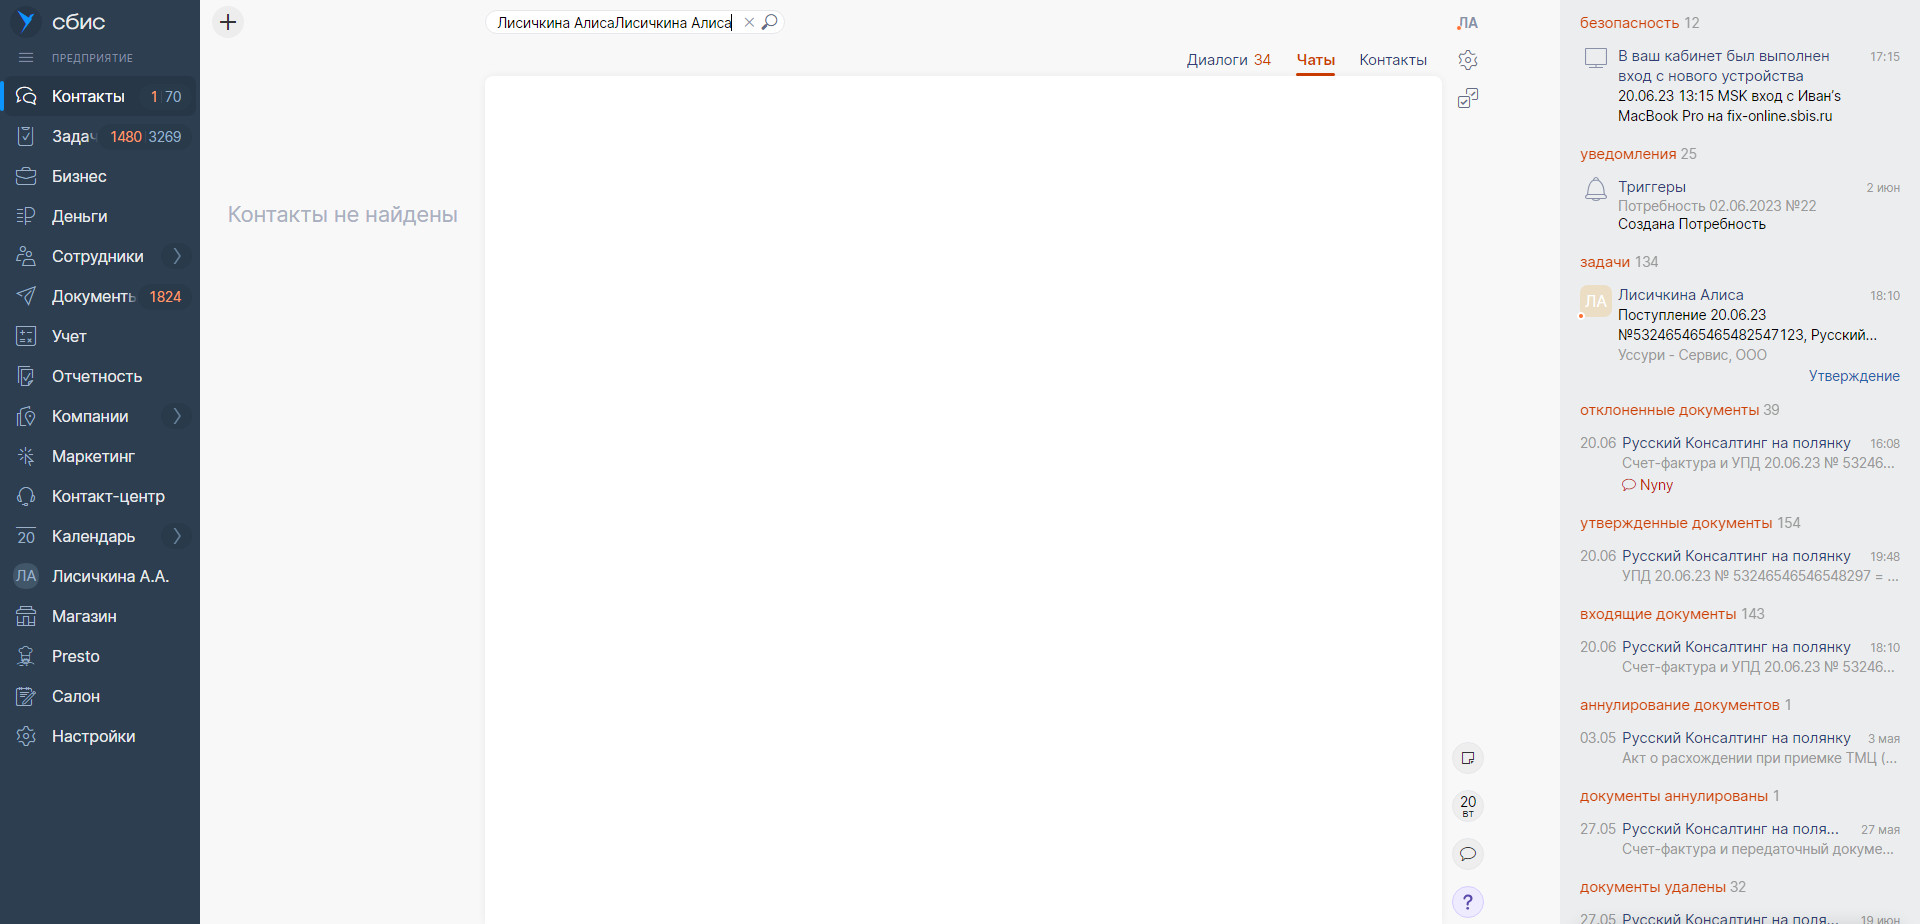 сбис
ПРЕДПРИЯТИЕ
Контакты 1 70
Задач 1480 3269
Бизнес
Деньги
Сотрудники
Документы 1824
Учет
Отчетность
Компании
Маркетинг
Контакт-центр
20 Календарь
ЛА Лисичкина А.А.
Магазин
Presto
Салон
Настройки
Лисичкина АлисаЛисичкина Алиса
Диалоги 34 Чаты Контакты
Контакты не найдены
ЛА
20
ВТ
?
безопасность 12
В ваш кабинет был выполнен 17:15
вход с нового устройства
20.06.23 13:15 MSK вход с Иван’s
MacBook Pro на fix-online.sbis.ru
уведомления 25
Триггеры 2 июн
Потребность 02.06.2023 №22
Создана Потребность
задачи 134
ЛА Лисичкина Алиса 18:10
Поступление 20.06.23
№532465465465482547123, Русский...
Уссури - Сервис, ООО
Утверждение
отклоненные документы 39
20.06 Русский Консалтинг на полянку 16:08
Счет-фактура и УПД 20.06.23 № 53246...
Nyny
утвержденные документы 154
20.06 Русский Консалтинг на полянку 19:48
УПД 20.06.23 № 53246546546548297 = ...
входящие документы 143
20.06 Русский Консалтинг на полянку 18:10
Счет-фактура и УПД 20.06.23 № 53246...
аннулирование документов 1
03.05 Русский Консалтинг на полянку 3 мая
Акт о расхождении при приемке ТМЦ (...
документы аннулированы 1
27.05 Русский Консалтинг на поля... 27 мая
Счет-фактура и передаточный докуме...
документы удалены 32
27.05 Русский Консалтинг на поля... 19 июн